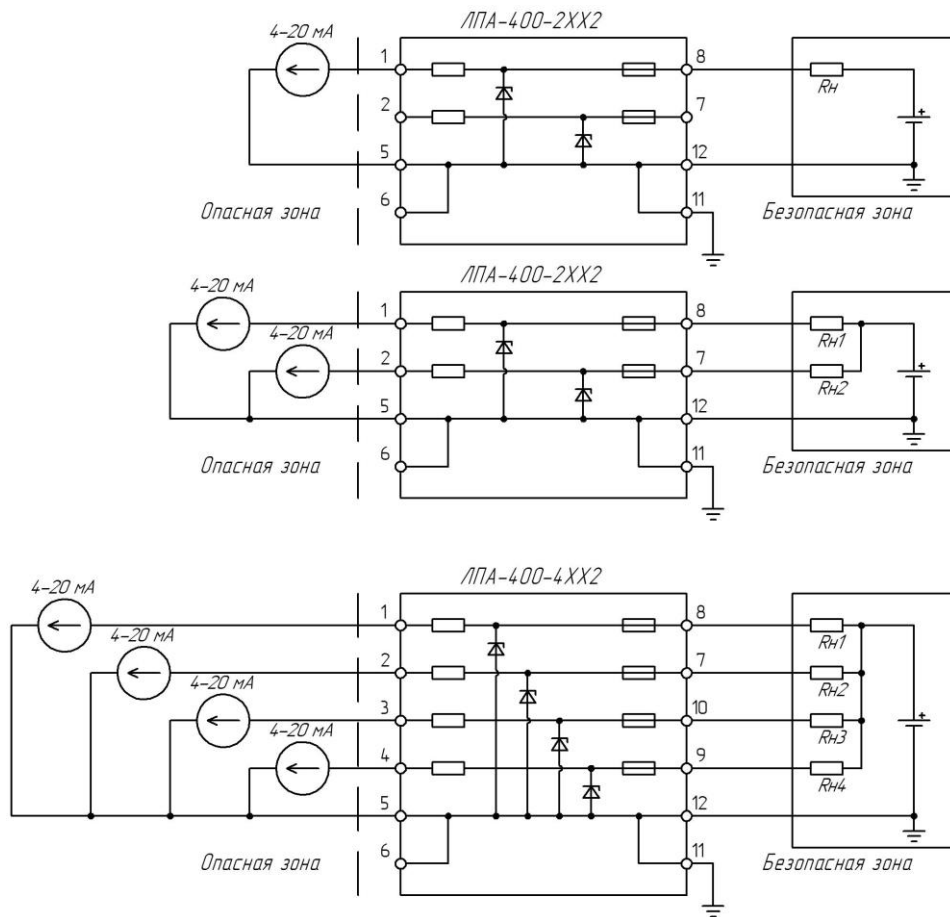 ЛПА-400-2ХХ2
4-20 мА
1
8
Rн
+
2
7
5
12
6
11
Опасная зона
Безопасная зона
ЛПА-400-2ХХ2
4-20 мА
4-20 мА
1
8
Rн1
+
2
7
Rн2
5
12
6
11
Опасная зона
Безопасная зона
ЛПА-400-4ХХ2
4-20 мА
1
8
Rн1
4-20 мА
2
7
Rн2
4-20 мА
3
10
Rн3
+
4-20 мА
4
9
Rн4
5
12
6
11
Опасная зона
Безопасная зона